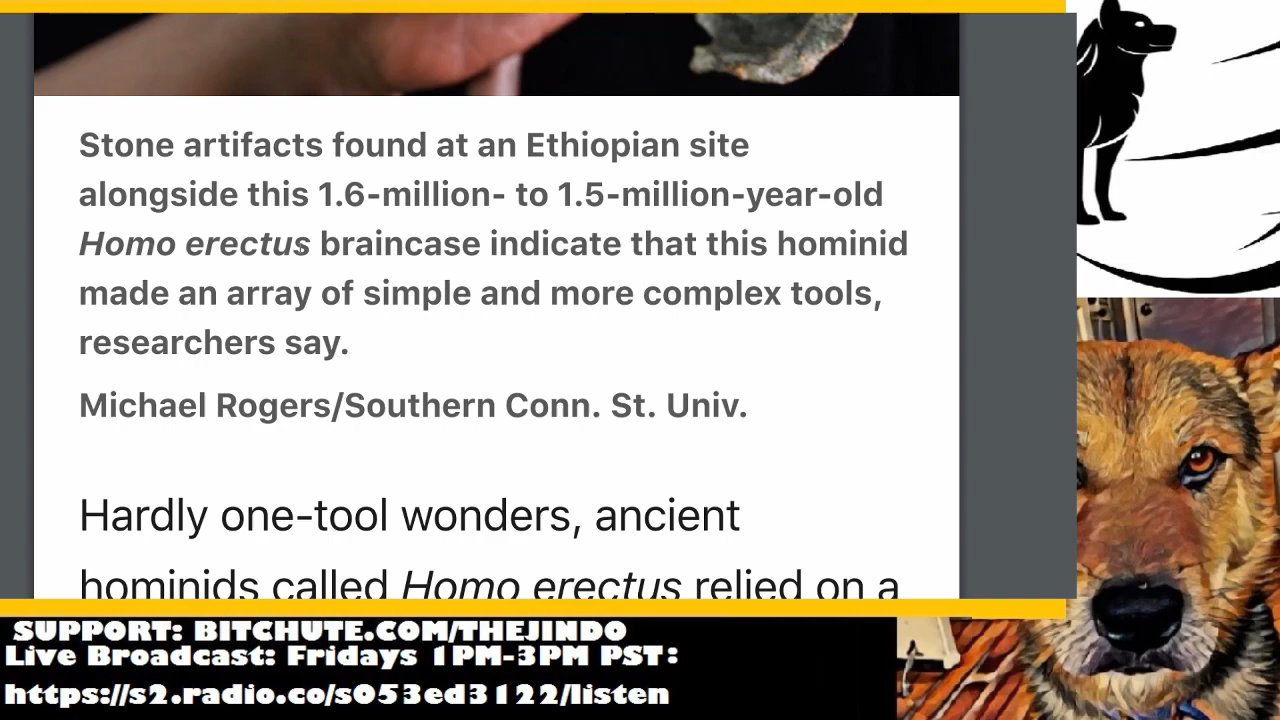 Stone artifacts found at an Ethiopian site
alongside this 1.6-million- to 1.5-million-year-old
Homo erectus braincase indicate that this hominid
made an array of simple and more complex tools,
researchers say.
Michael Rogers/Southern Conn. St. Univ.
Hardly one-tool wonders, ancient
hominids called Homo erectus relied on a
SUPPORT: BITCHUTE.COM/THEJINDO
Live Broadcast: Fridays 1PM-3PM PST:
https://s2.radio.co/s053ed3122/listen